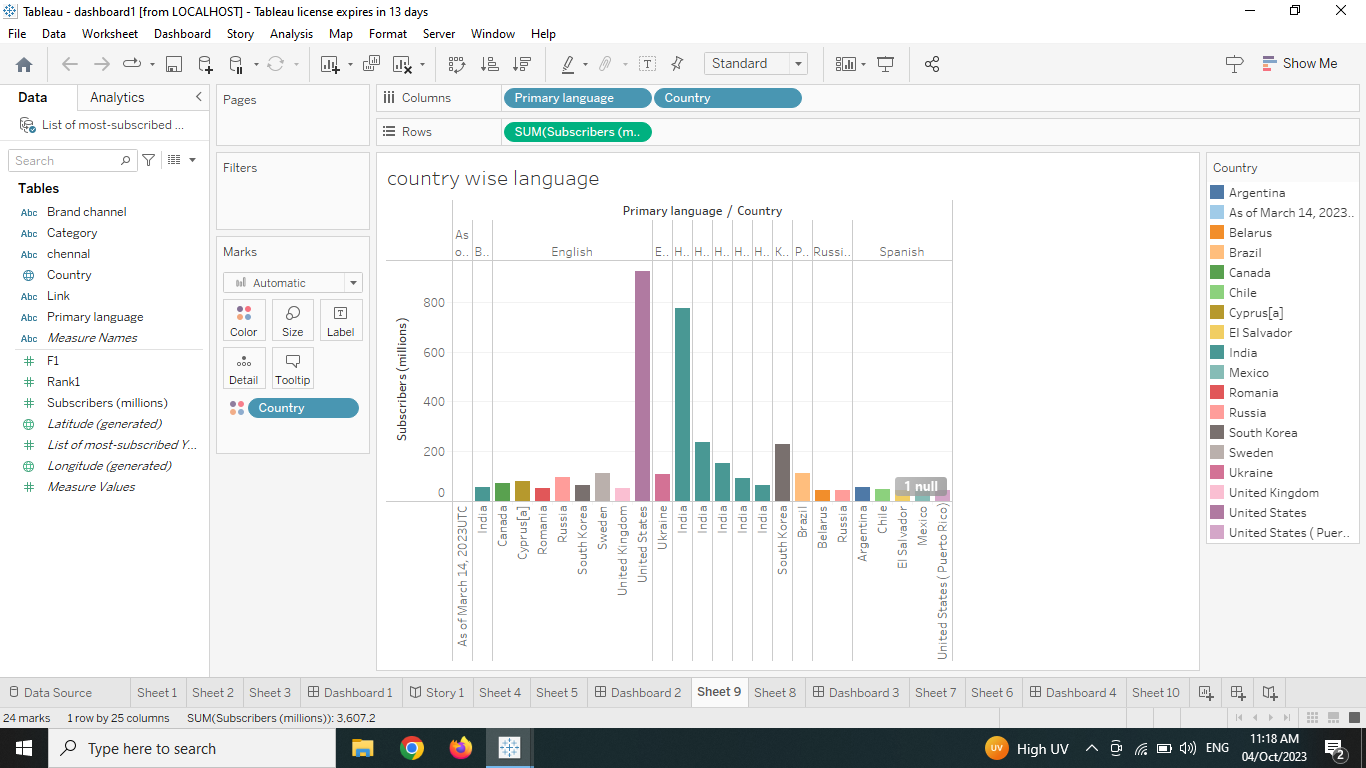 Tableau - dashboard1 [from LOCALHOST] - Tableau license expires in 13 days
File Data Worksheet Dashboard Story Analysis Map Format Server Window Help
Standard
Show Me
Data Analytics
List of most-subscribed ...
Search
Tables
Abc Brand channel
Abc Category
Abc chennal
Country
Abc Link
Abc Primary language
Abc Measure Names
F1
Rank1
Subscribers (millions)
Latitude (generated)
List of most-subscribed Y...
Longitude (generated)
Measure Values
Pages
Filters
Marks
Automatic
Color Size Label
Detail Tooltip
Country
Columns Primary language Country
Rows SUM(Subscribers (m..
country wise language
Primary language / Country
As o.. B.. English E.. H.. H.. H.. H.. H.. K.. P.. Russi.. Spanish
Subscribers (millions)
800
600
400
200
0
1 null
As of March 14, 2023UTC
India
Canada
Cyprus[a]
Romania
Russia
South Korea
Sweden
United Kingdom
United States
Ukraine
India
India
India
India
India
South Korea
Brazil
Belarus
Russia
Argentina
Chile
El Salvador
Mexico
United States ( Puerto Rico)
Country
Argentina
As of March 14, 2023..
Belarus
Brazil
Canada
Chile
Cyprus[a]
El Salvador
India
Mexico
Romania
Russia
South Korea
Sweden
Ukraine
United Kingdom
United States
United States ( Puer..
Data Source Sheet 1 Sheet 2 Sheet 3 Dashboard 1 Story 1 Sheet 4 Sheet 5 Dashboard 2 Sheet 9 Sheet 8 Dashboard 3 Sheet 7 Sheet 6 Dashboard 4 Sheet 10
24 marks 1 row by 25 columns SUM(Subscribers (millions)): 3,607.2
Type here to search
UV High UV ENG 11:18 AM
04/Oct/2023
2